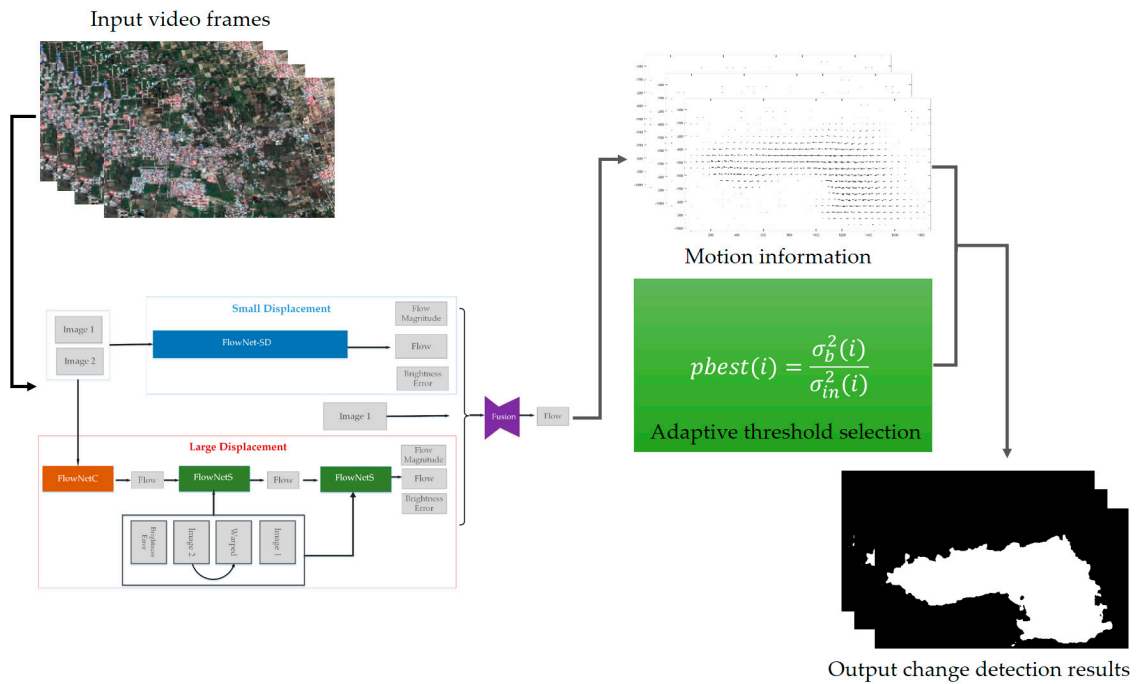 Input video frames
Image 1
Image 2
Small Displacement
FlowNet-SD
Flow
Magnitude
Flow
Brightness
Error
Image 1
Fusion
Flow
Large Displacement
FlowNetC
Flow
FlowNetS
Flow
FlowNetS
Flow
Magnitude
Flow
Brightness
Error
Brightness
Error
Image 2
Warped
Image 1
Motion information
pbest(i) = σ_b^2(i) / σ_in^2(i)
Adaptive threshold selection
Output change detection results